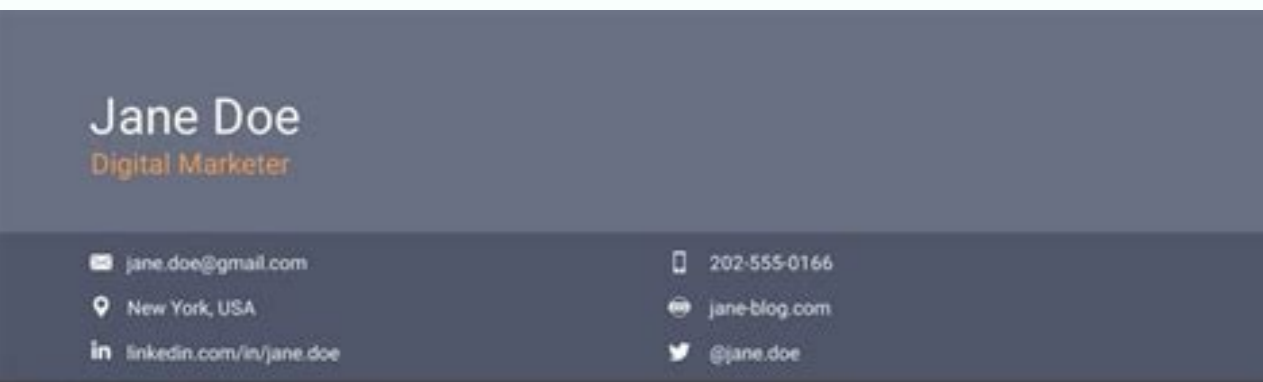 Jane Doe
Digital Marketer
jane.doe@gmail.com
202-555-0166
New York, USA
jane-blog.com
in linkedin.com/in/jane.doe
@jane.doe